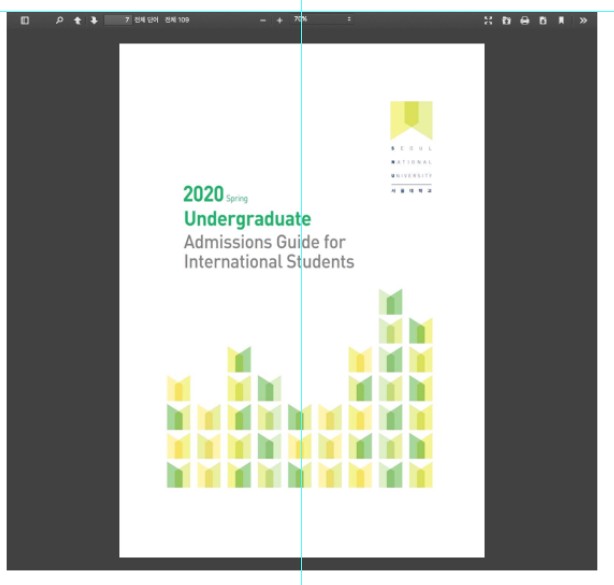 7 전체 단어 전체 109
70%
SEOUL
NATIONAL
UNIVERSITY
서울대학교
2020 Spring
Undergraduate
Admissions Guide for
International Students